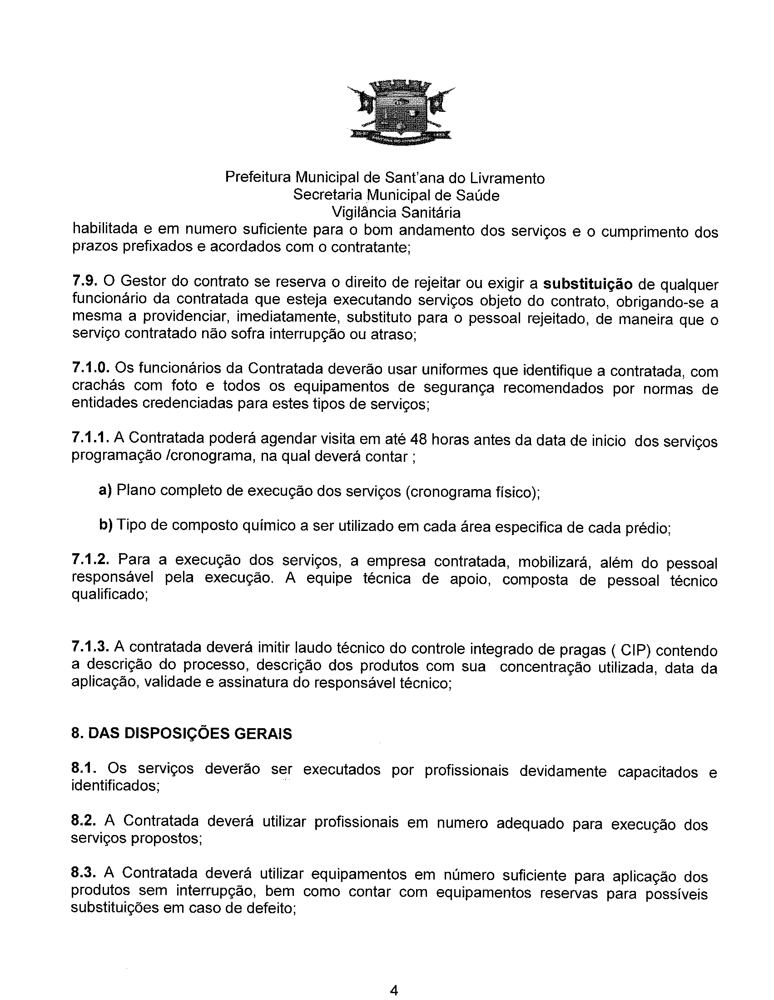 Prefeitura Municipal de Sant'ana do Livramento
Secretaria Municipal de Saúde
Vigilância Sanitária
habilitada e em numero suficiente para o bom andamento dos serviços e o cumprimento dos
prazos prefixados e acordados com o contratante;
7.9. O Gestor do contrato se reserva o direito de rejeitar ou exigir a substituição de qualquer
funcionário da contratada que esteja executando serviços objeto do contrato, obrigando-se a
mesma a providenciar, imediatamente, substituto para o pessoal rejeitado, de maneira que o
serviço contratado não sofra interrupção ou atraso;
7.1.0. Os funcionários da Contratada deverão usar uniformes que identifique a contratada, com
crachás com foto e todos os equipamentos de segurança recomendados por normas de
entidades credenciadas para estes tipos de serviços;
7.1.1. A Contratada poderá agendar visita em até 48 horas antes da data de inicio dos serviços
programação /cronograma, na qual deverá contar ;
a) Plano completo de execução dos serviços (cronograma físico);
b) Tipo de composto químico a ser utilizado em cada área especifica de cada prédio;
7.1.2. Para a execução dos serviços, a empresa contratada, mobilizará, além do pessoal
responsável pela execução. A equipe técnica de apoio, composta de pessoal técnico
qualificado;
7.1.3. A contratada deverá imitir laudo técnico do controle integrado de pragas ( CIP) contendo
a descrição do processo, descrição dos produtos com sua concentração utilizada, data da
aplicação, validade e assinatura do responsável técnico;
8. DAS DISPOSIÇÕES GERAIS
8.1. Os serviços deverão ser executados por profissionais devidamente capacitados e
identificados;
8.2. A Contratada deverá utilizar profissionais em numero adequado para execução dos
serviços propostos;
8.3. A Contratada deverá utilizar equipamentos em número suficiente para aplicação dos
produtos sem interrupção, bem como contar com equipamentos reservas para possíveis
substituições em caso de defeito;
4